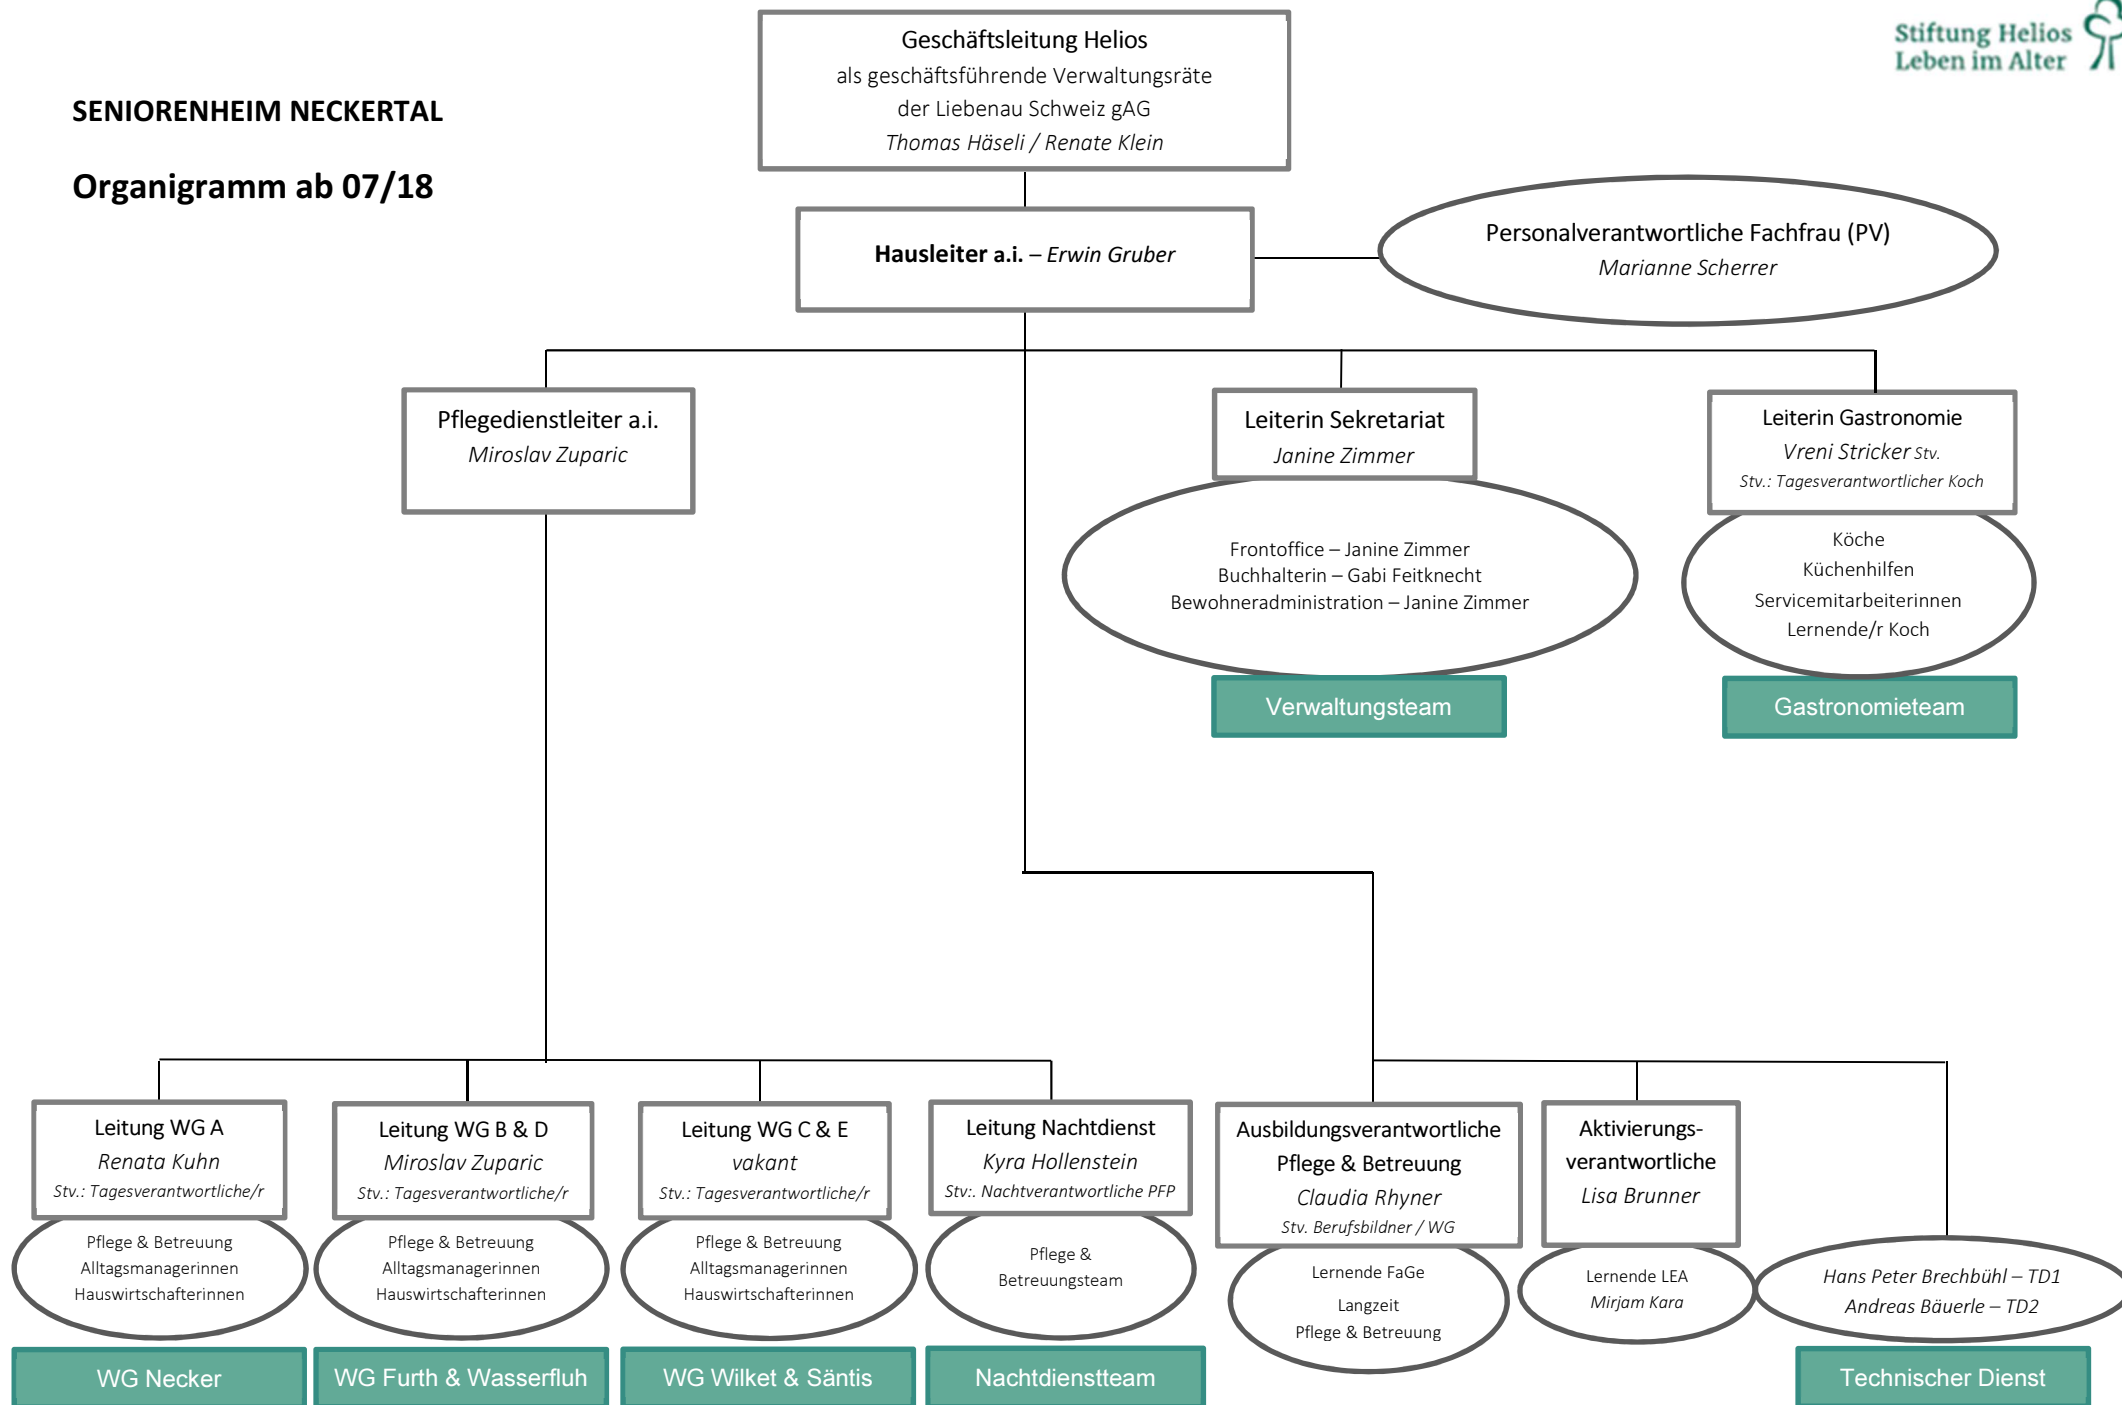 Stiftung Helios
Leben im Alter
SENIORENHEIM NECKERTAL
Organigramm ab 07/18
Geschäftsleitung Helios
als geschäftsführende Verwaltungsräte
der Liebenau Schweiz gAG
Thomas Häseli / Renate Klein
Hausleiter a.i. – Erwin Gruber
Personalverantwortliche Fachfrau (PV)
Marianne Scherrer
Pflegedienstleiter a.i.
Miroslav Zuparic
Leiterin Sekretariat
Janine Zimmer
Frontoffice – Janine Zimmer
Buchhalterin – Gabi Feitknecht
Bewohneradministration – Janine Zimmer
Verwaltungsteam
Leiterin Gastronomie
Vreni Stricker Stv.
Stv.: Tagesverantwortlicher Koch
Köche
Küchenhilfen
Servicemitarbeiterinnen
Lernende/r Koch
Gastronomieteam
Leitung WG A
Renata Kuhn
Stv.: Tagesverantwortliche/r
Pflege & Betreuung
Alltagsmanagerinnen
Hauswirtschafterinnen
WG Necker
Leitung WG B & D
Miroslav Zuparic
Stv.: Tagesverantwortliche/r
Pflege & Betreuung
Alltagsmanagerinnen
Hauswirtschafterinnen
WG Furth & Wasserfluh
Leitung WG C & E
vakant
Stv.: Tagesverantwortliche/r
Pflege & Betreuung
Alltagsmanagerinnen
Hauswirtschafterinnen
WG Wilket & Säntis
Leitung Nachtdienst
Kyra Hollenstein
Stv:. Nachtverantwortliche PFP
Pflege &
Betreuungsteam
Nachtdienstteam
Ausbildungsverantwortliche
Pflege & Betreuung
Claudia Rhyner
Stv. Berufsbildner / WG
Lernende FaGe
Langzeit
Pflege & Betreuung
Aktivierungs-
verantwortliche
Lisa Brunner
Lernende LEA
Mirjam Kara
Hans Peter Brechbühl – TD1
Andreas Bäuerle – TD2
Technischer Dienst